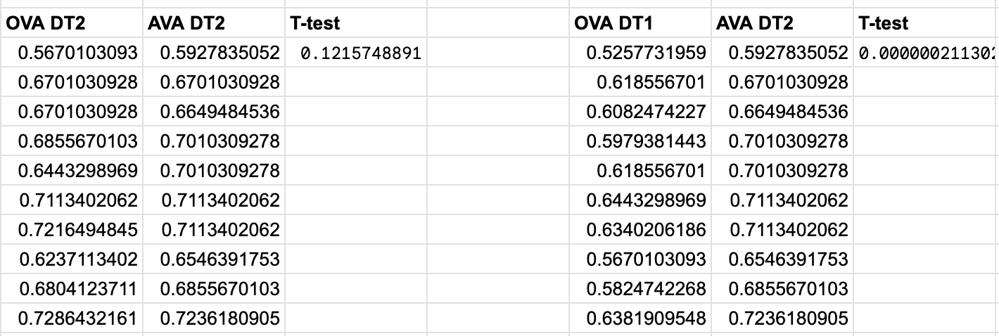 OVA DT2 AVA DT2 T-test OVA DT1 AVA DT2 T-test
0.5670103093 0.5927835052 0.1215748891 0.5257731959 0.5927835052 0.000000211302
0.6701030928 0.6701030928 0.618556701 0.6701030928
0.6701030928 0.6649484536 0.6082474227 0.6649484536
0.6855670103 0.7010309278 0.5979381443 0.7010309278
0.6443298969 0.7010309278 0.618556701 0.7010309278
0.7113402062 0.7113402062 0.6443298969 0.7113402062
0.7216494845 0.7113402062 0.6340206186 0.7113402062
0.6237113402 0.6546391753 0.5670103093 0.6546391753
0.6804123711 0.6855670103 0.5824742268 0.6855670103
0.7286432161 0.7236180905 0.6381909548 0.7236180905